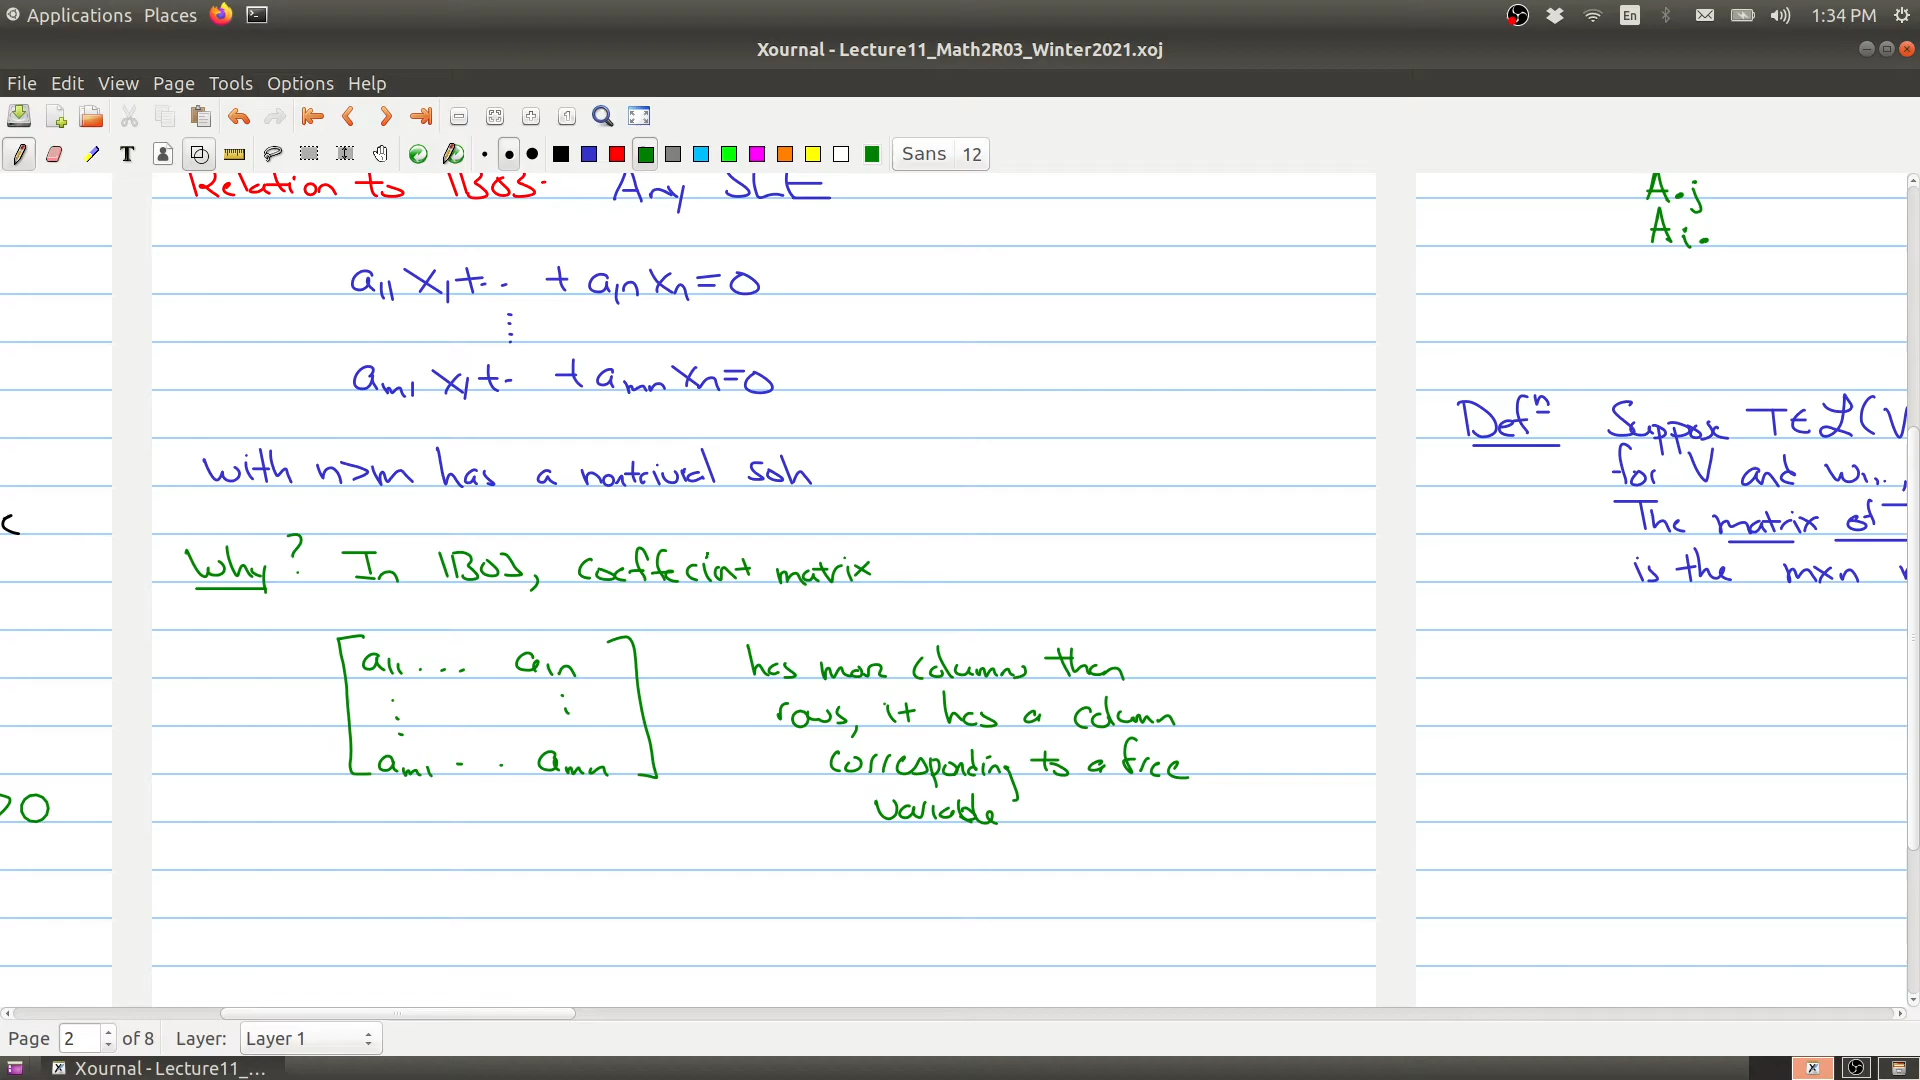 Applications Places En 1:34 PM
Xournal - Lecture11_Math2R03_Winter2021.xoj
File Edit View Page Tools Options Help
Sans 12
Relation to 1B03: Any SLE
a11 x1 + ... + a1n xn = 0
⋮
am1 x1 + .. + amn xn = 0
with n>m has a nontrivial soln
Why? In 1B03, coeffecint matrix
a11 ... a1n
⋮ ⋮
am1 . . . amn
has more columns than
rows, it has a column
corresponding to a free
variable
>0
A.j
Ai.
Defn Suppose T∈ℒ(V
for V and w1, . ,
The matrix of
is the mxn
Page 2 of 8 Layer: Layer 1
Xournal - Lecture11_...